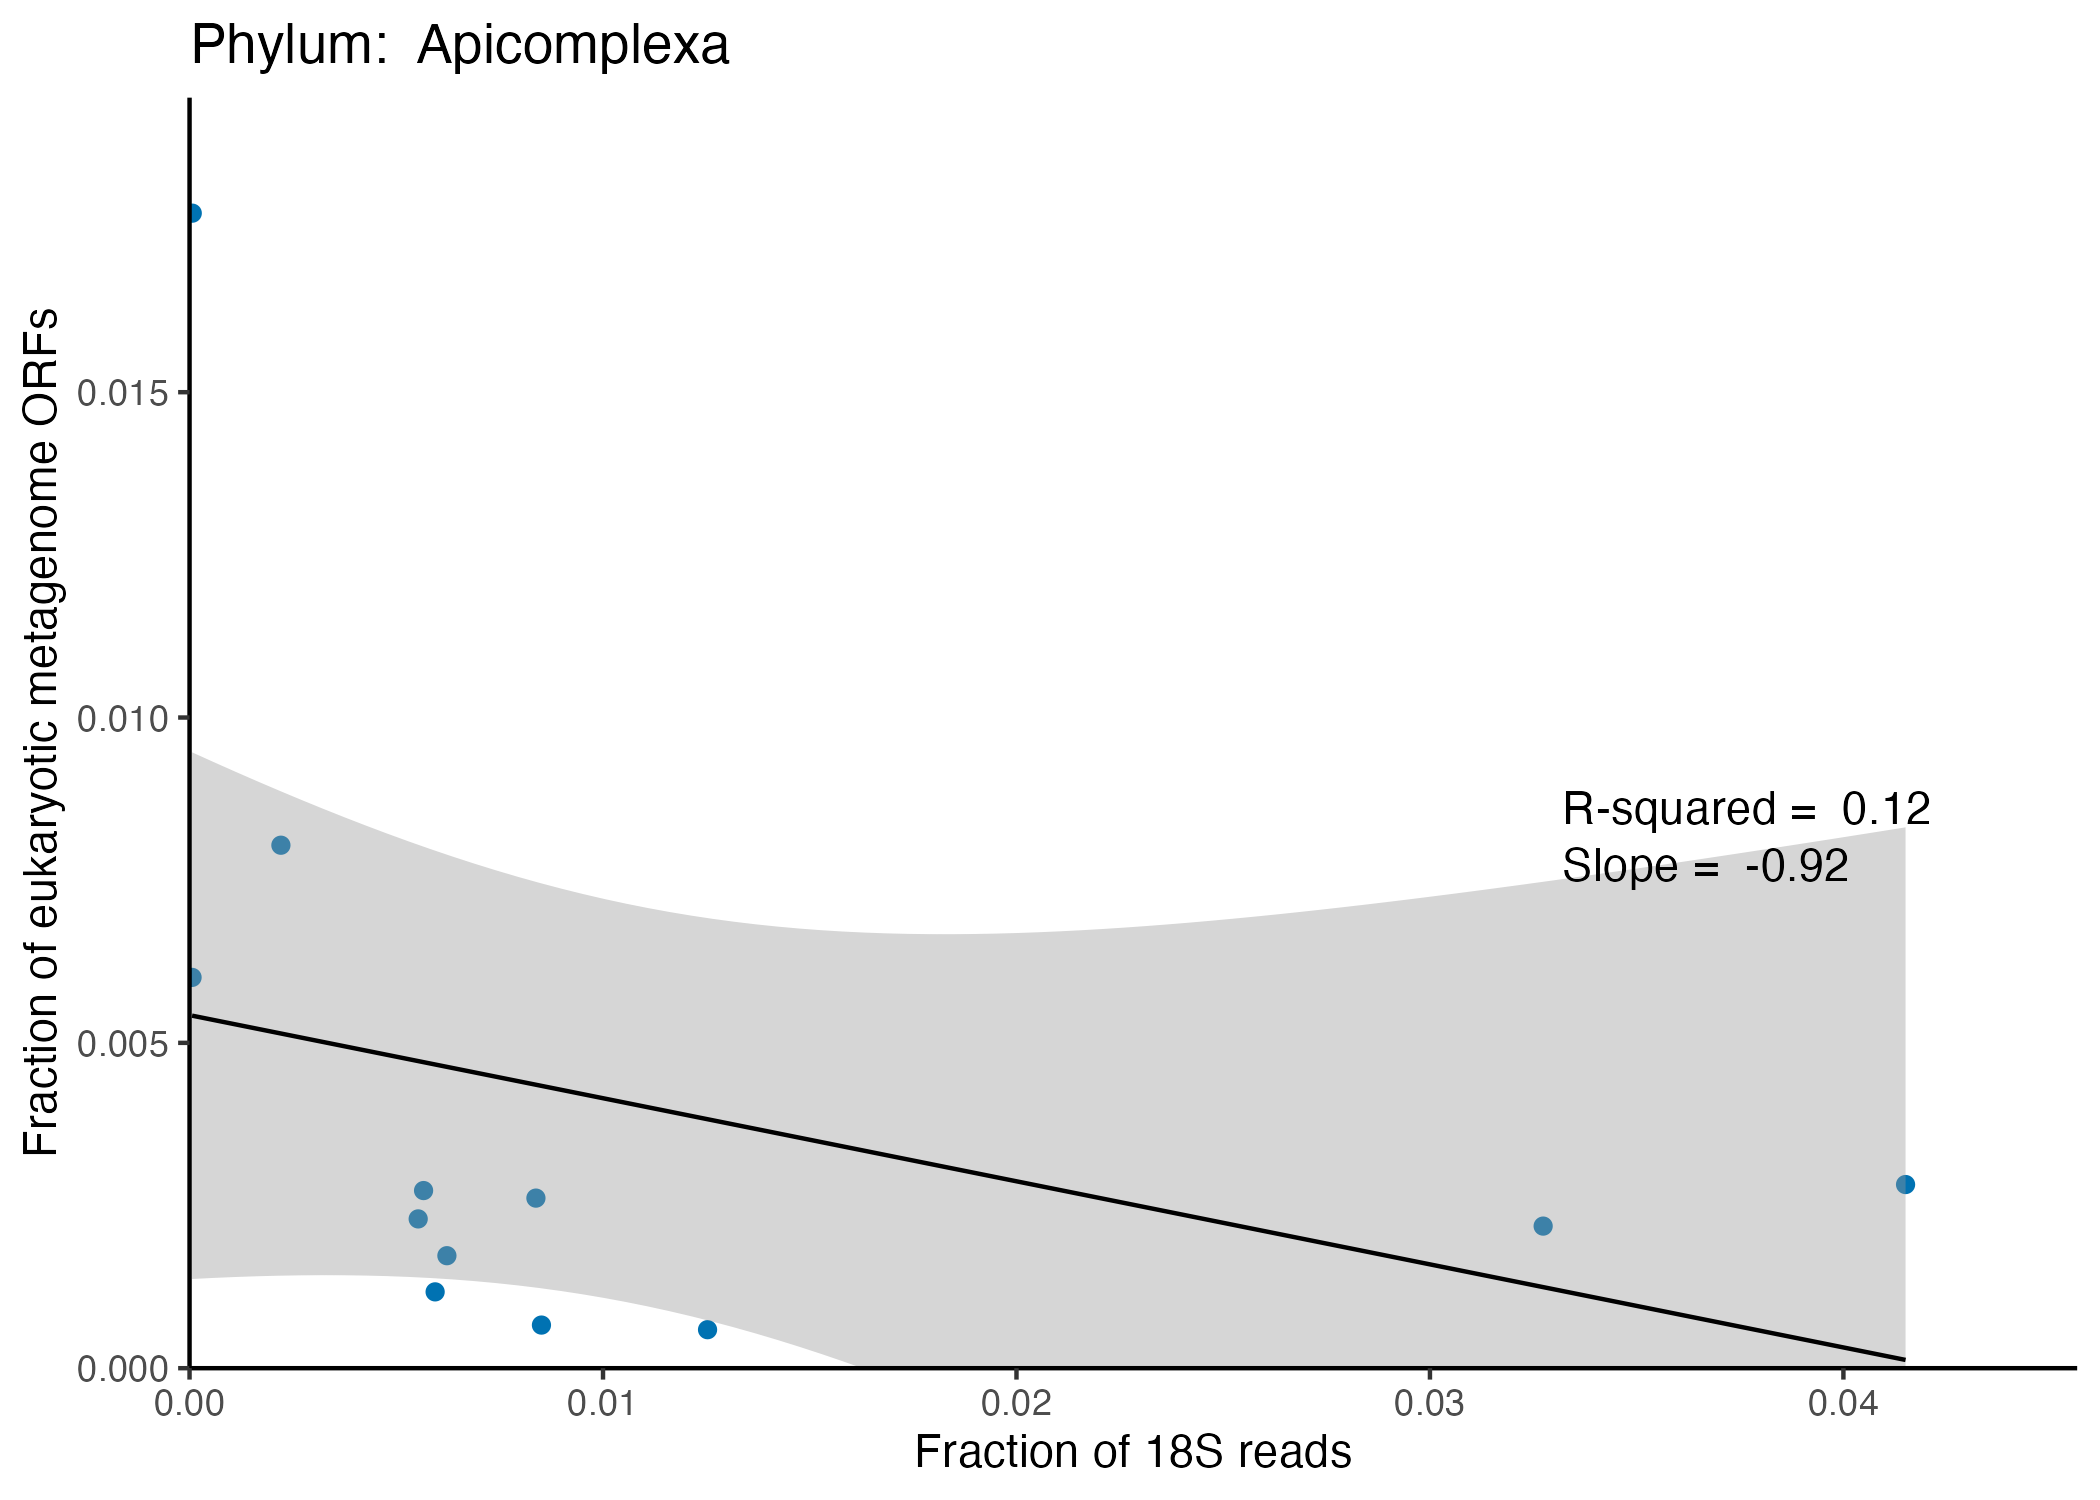 Phylum:  Apicomplexa
Fraction of eukaryotic metagenome ORFs
0.015
0.010
0.005
0.000
R-squared =  0.12
Slope =  -0.92
0.00 0.01 0.02 0.03 0.04
Fraction of 18S reads